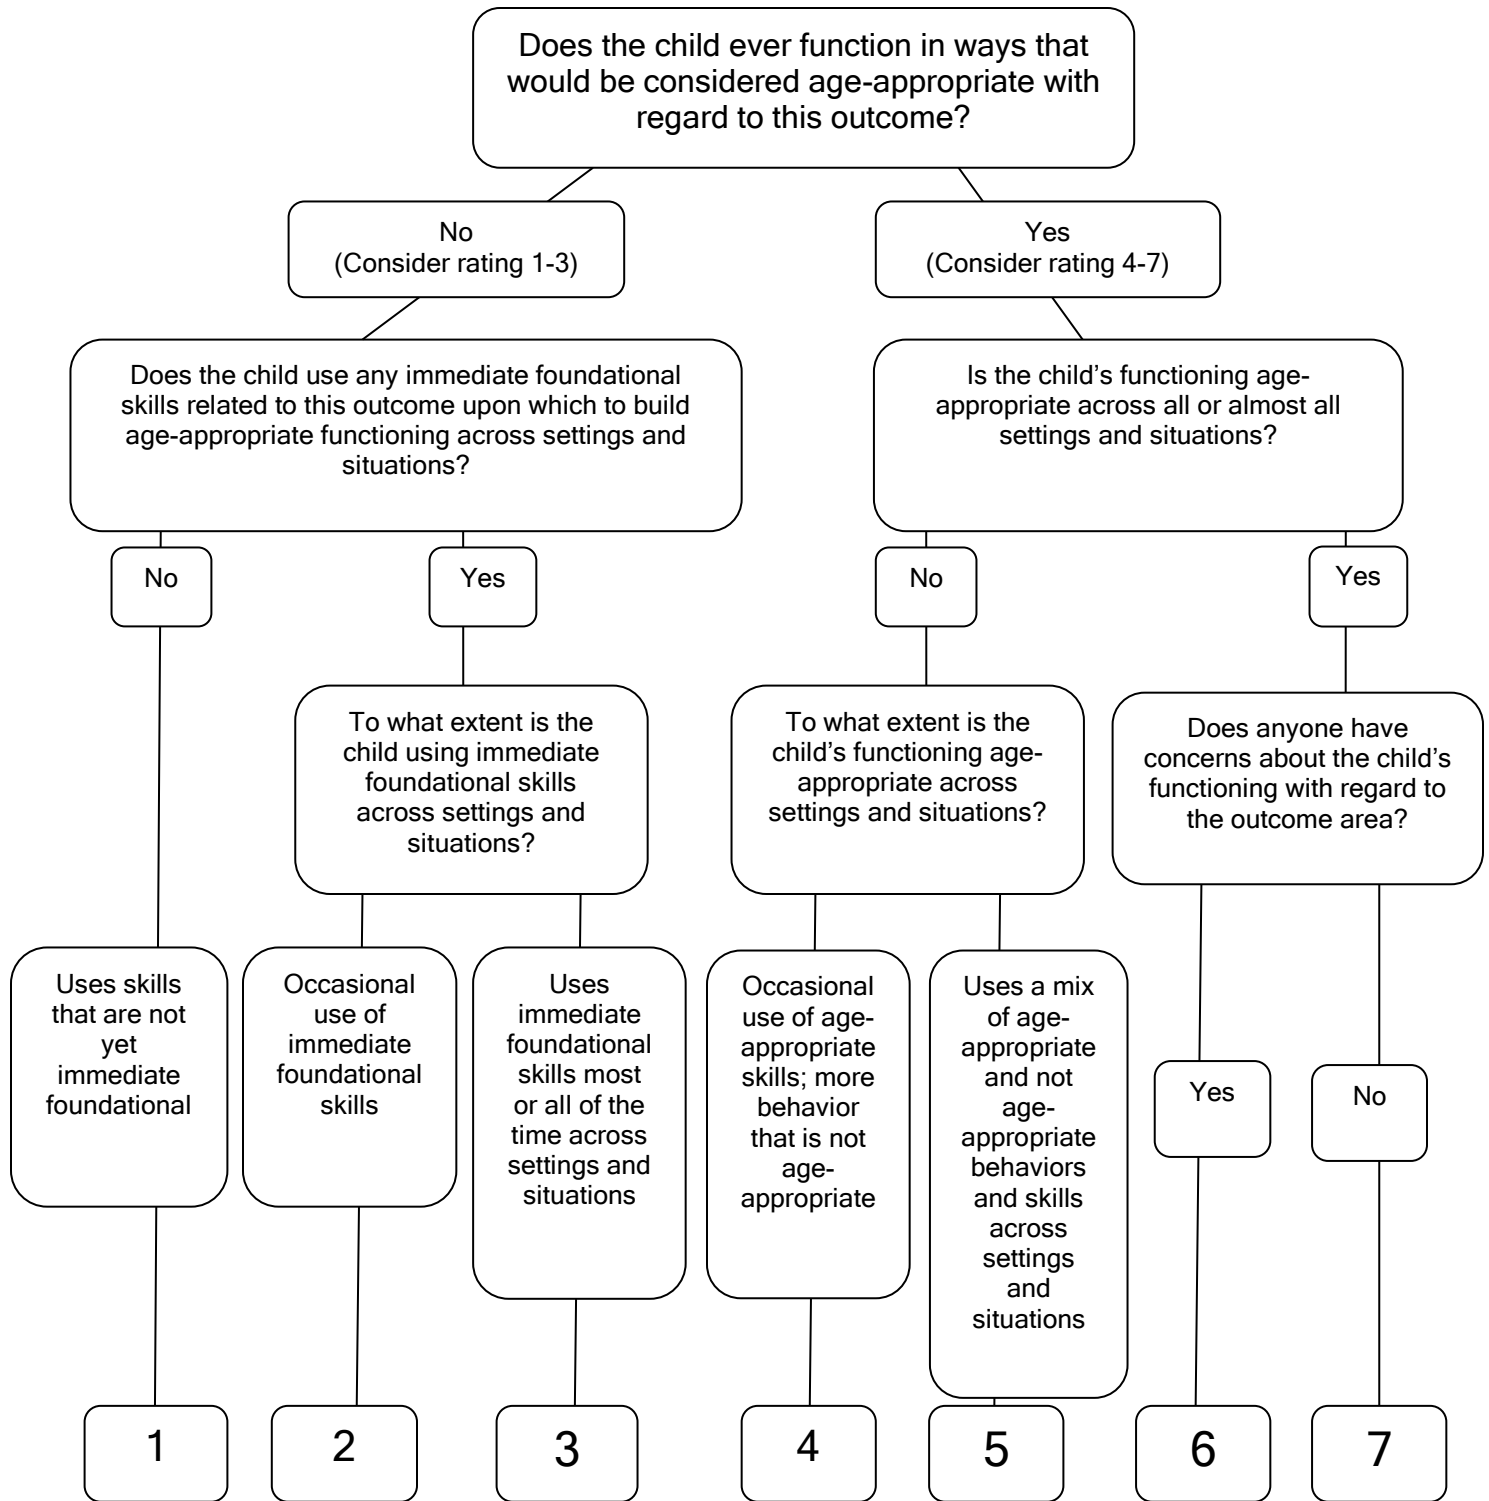 Does the child ever function in ways that
would be considered age-appropriate with
regard to this outcome?
No
(Consider rating 1-3)
Yes
(Consider rating 4-7)
Does the child use any immediate foundational
skills related to this outcome upon which to build
age-appropriate functioning across settings and
situations?
Is the child’s functioning age-
appropriate across all or almost all
settings and situations?
No
Yes
No
Yes
To what extent is the
child using immediate
foundational skills
across settings and
situations?
To what extent is the
child’s functioning age-
appropriate across
settings and situations?
Does anyone have
concerns about the child’s
functioning with regard to
the outcome area?
Uses skills
that are not
yet
immediate
foundational
Occasional
use of
immediate
foundational
skills
Uses
immediate
foundational
skills most
or all of the
time across
settings and
situations
Occasional
use of age-
appropriate
skills; more
behavior
that is not
age-
appropriate
Uses a mix
of age-
appropriate
and not
age-
appropriate
behaviors
and skills
across
settings
and
situations
Yes
No
1
2
3
4
5
6
7